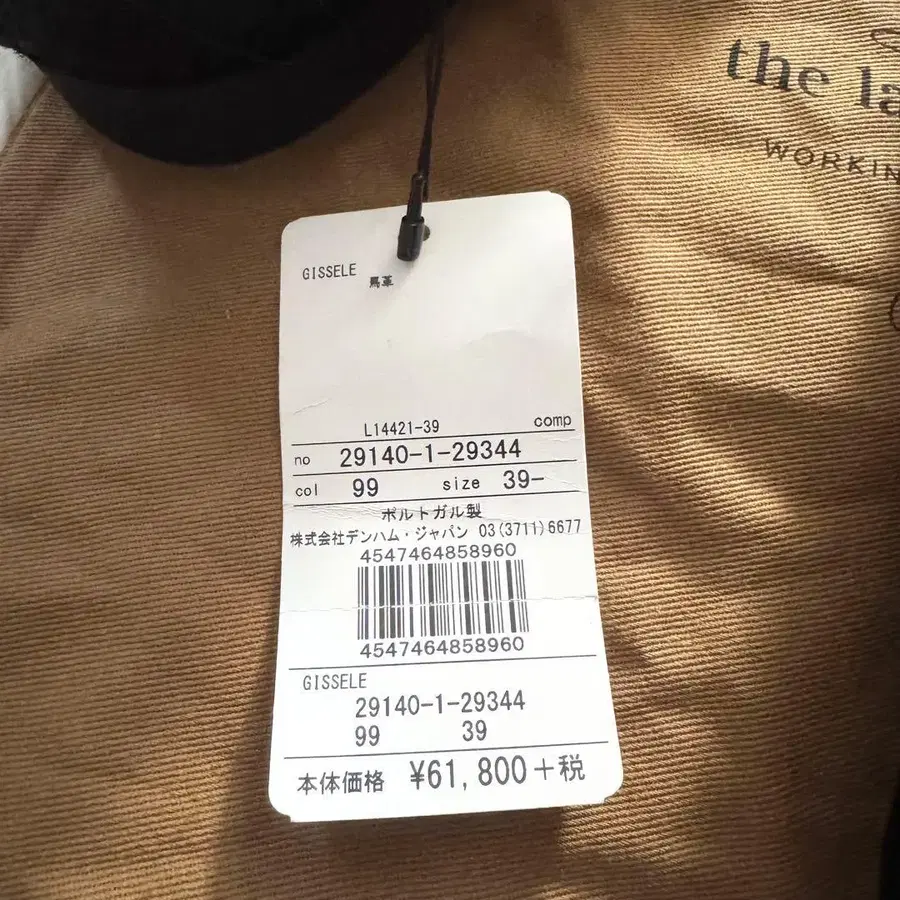 the la
WORKIN
GISSELE
馬革
L14421-39 comp
no 29140-1-29344
col 99 size 39-
ポルトガル製
株式会社デンハム・ジャパン 03(3711)6677
4547464858960
4547464858960
GISSELE
29140-1-29344
99 39
本体価格 ¥61,800+税